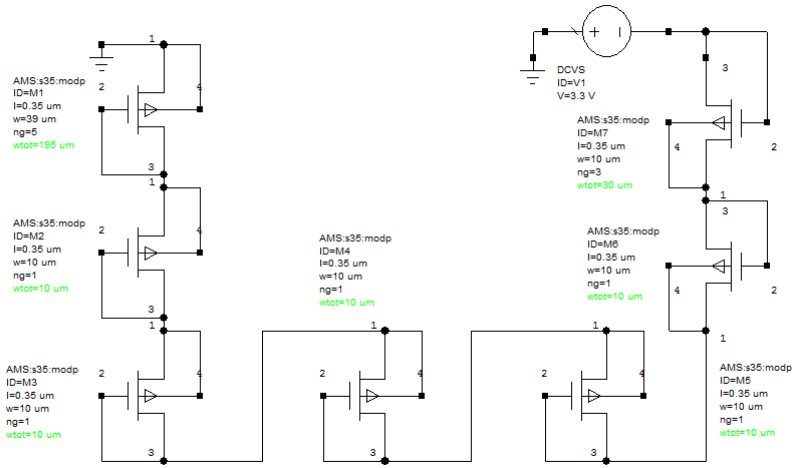 1
2
4
AMS:s35:modp
ID=M1
l=0.35 um
w=39 um
ng=5
wtot=195 um
3
1
2
4
AMS:s35:modp
ID=M2
l=0.35 um
w=10 um
ng=1
wtot=10 um
3
1
2
4
AMS:s35:modp
ID=M3
l=0.35 um
w=10 um
ng=1
wtot=10 um
3
AMS:s35:modp
ID=M4
l=0.35 um
w=10 um
ng=1
wtot=10 um
1
2
4
3
1
2
4
3
AMS:s35:modp
ID=M5
l=0.35 um
w=10 um
ng=1
wtot=10 um
AMS:s35:modp
ID=M6
l=0.35 um
w=10 um
ng=1
wtot=10 um
3
4
2
1
AMS:s35:modp
ID=M7
l=0.35 um
w=10 um
ng=3
wtot=30 um
3
4
2
1
DCVS
ID=V1
V=3.3 V